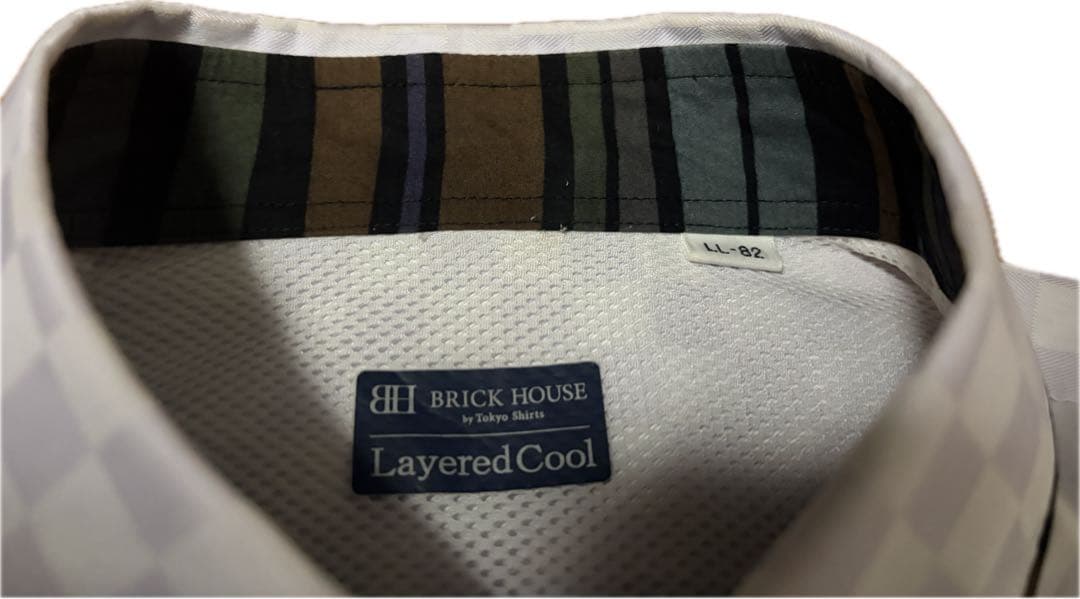 LL-82
BH BRICK HOUSE
by Tokyo Shirts
Layered Cool